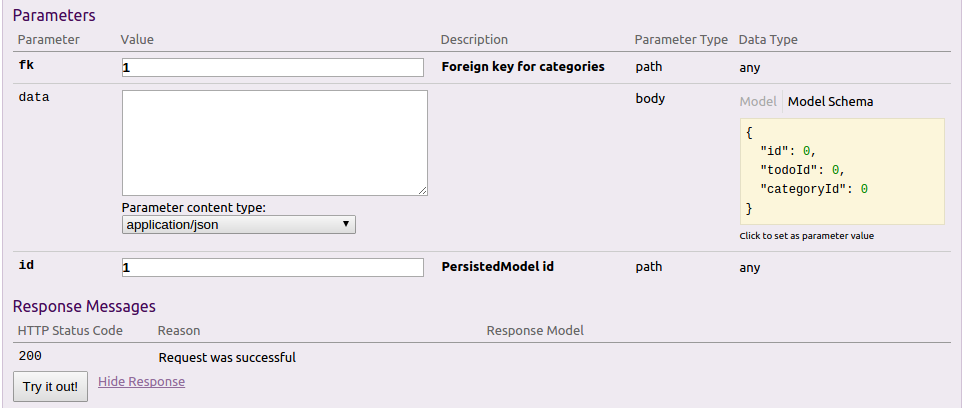 Parameters
Parameter Value Description Parameter Type Data Type
fk 1 Foreign key for categories path any
data body Model Model Schema
{
"id": 0,
"todoId": 0,
"categoryId": 0
}
Parameter content type:
application/json
Click to set as parameter value
id 1 PersistedModel id path any
Response Messages
HTTP Status Code Reason Response Model
200 Request was successful
Try it out! Hide Response